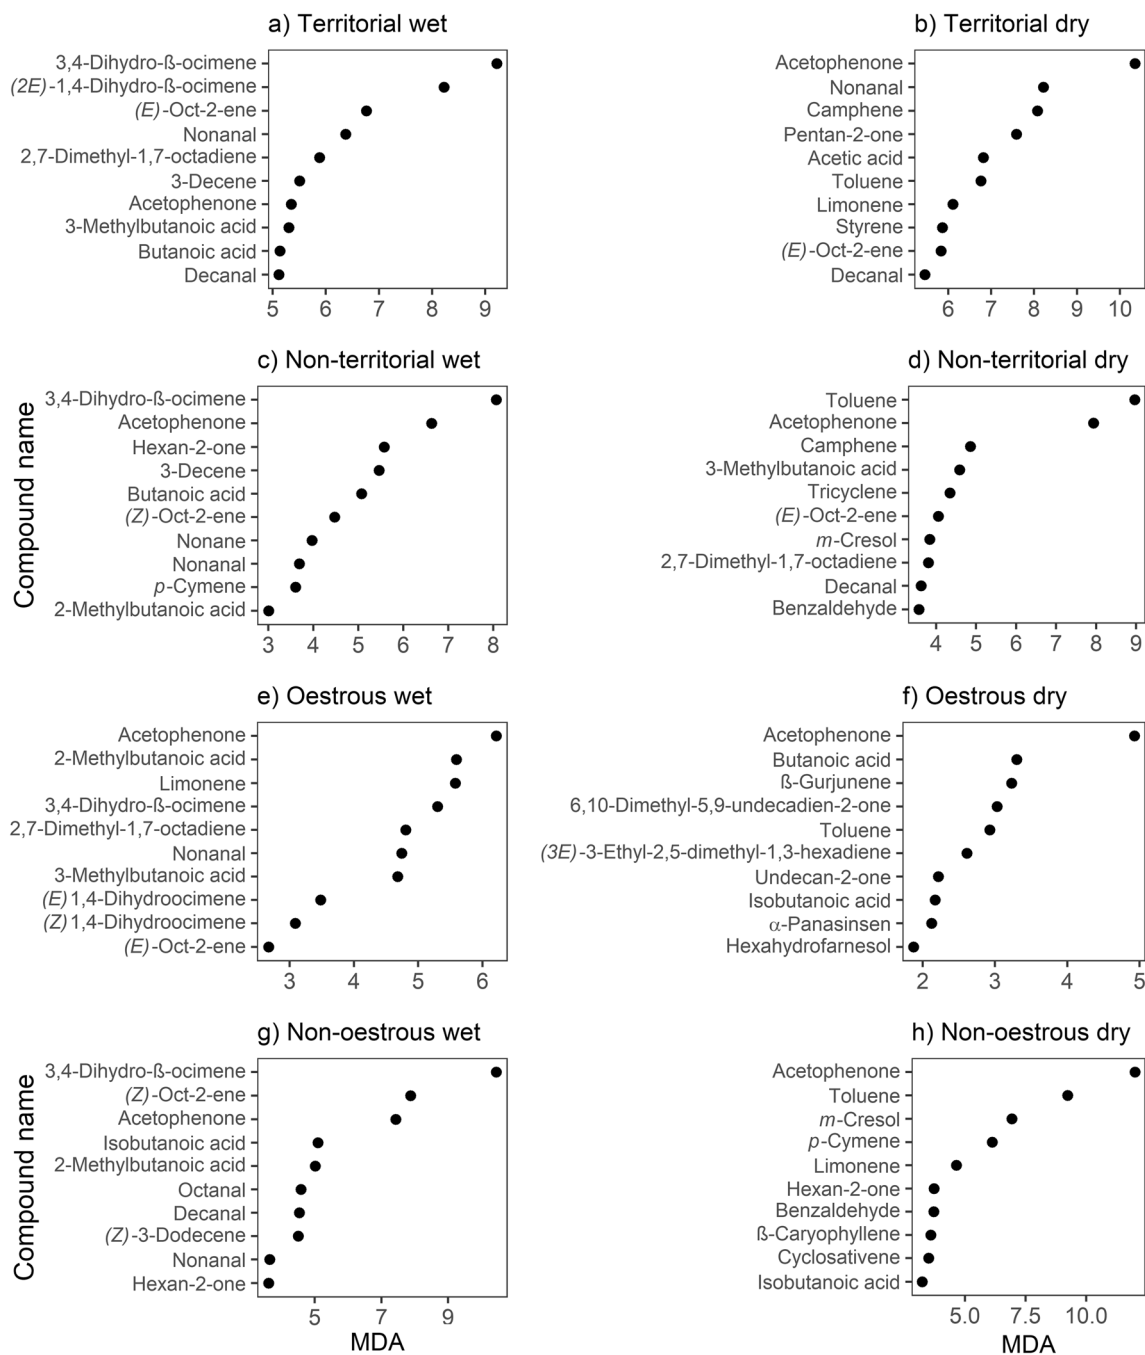 a) Territorial wet
3,4-Dihydro-ß-ocimene
(2E)-1,4-Dihydro-ß-ocimene
(E)-Oct-2-ene
Nonanal
2,7-Dimethyl-1,7-octadiene
3-Decene
Acetophenone
3-Methylbutanoic acid
Butanoic acid
Decanal
5 6 7 8 9
b) Territorial dry
Acetophenone
Nonanal
Camphene
Pentan-2-one
Acetic acid
Toluene
Limonene
Styrene
(E)-Oct-2-ene
Decanal
6 7 8 9 10
Compound name
c) Non-territorial wet
3,4-Dihydro-ß-ocimene
Acetophenone
Hexan-2-one
3-Decene
Butanoic acid
(Z)-Oct-2-ene
Nonane
Nonanal
p-Cymene
2-Methylbutanoic acid
3 4 5 6 7 8
d) Non-territorial dry
Toluene
Acetophenone
Camphene
3-Methylbutanoic acid
Tricyclene
(E)-Oct-2-ene
m-Cresol
2,7-Dimethyl-1,7-octadiene
Decanal
Benzaldehyde
4 5 6 7 8 9
e) Oestrous wet
Acetophenone
2-Methylbutanoic acid
Limonene
3,4-Dihydro-ß-ocimene
2,7-Dimethyl-1,7-octadiene
Nonanal
3-Methylbutanoic acid
(E) 1,4-Dihydroocimene
(Z) 1,4-Dihydroocimene
(E)-Oct-2-ene
3 4 5 6
f) Oestrous dry
Acetophenone
Butanoic acid
ß-Gurjunene
6,10-Dimethyl-5,9-undecadien-2-one
Toluene
(3E)-3-Ethyl-2,5-dimethyl-1,3-hexadiene
Undecan-2-one
Isobutanoic acid
α-Panasinsen
Hexahydrofarnesol
2 3 4 5
Compound name
g) Non-oestrous wet
3,4-Dihydro-ß-ocimene
(Z)-Oct-2-ene
Acetophenone
Isobutanoic acid
2-Methylbutanoic acid
Octanal
Decanal
(Z)-3-Dodecene
Nonanal
Hexan-2-one
5 7 9
MDA
h) Non-oestrous dry
Acetophenone
Toluene
m-Cresol
p-Cymene
Limonene
Hexan-2-one
Benzaldehyde
ß-Caryophyllene
Cyclosativene
Isobutanoic acid
5.0 7.5 10.0
MDA